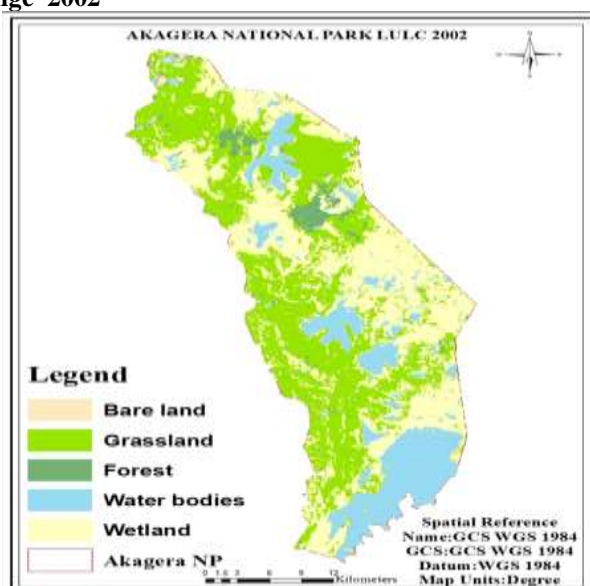 2002
AKAGERA NATIONAL PARK LULC 2002
Legend
Bare land
Grassland
Forest
Water bodies
Wetland
Akagera NP
Spatial Reference
Name:GCS WGS 1984
GCS:GCS WGS 1984
Datum:WGS 1984
Map Units:Degree
Kilometers